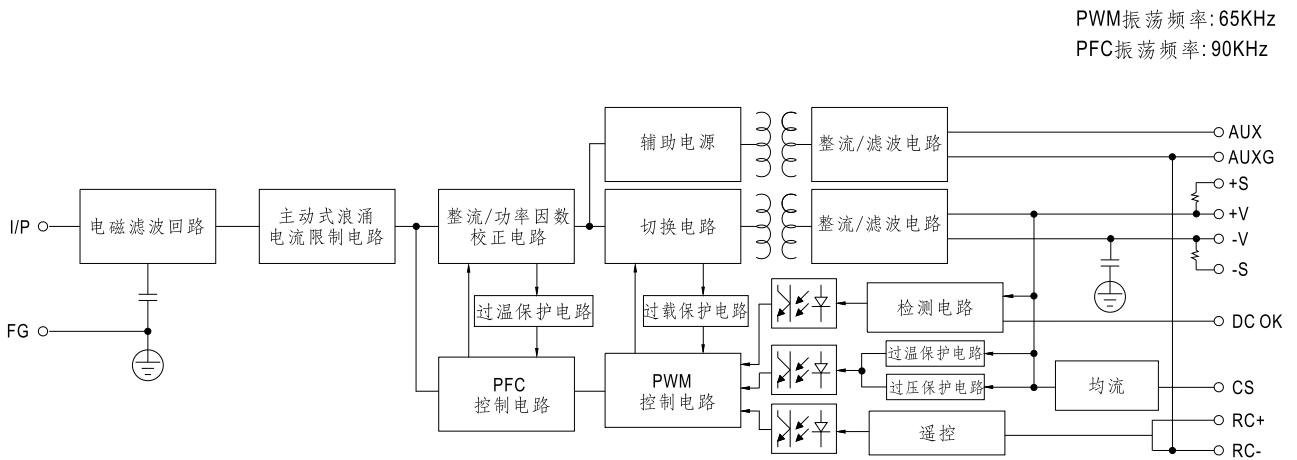 PWM振荡频率: 65KHz
PFC振荡频率: 90KHz
辅助电源
整流/滤波电路
AUX
AUXG
+S
I/P
电磁滤波回路
主动式浪涌
电流限制电路
整流/功率因数
校正电路
切换电路
整流/滤波电路
+V
-V
-S
过温保护电路
过载保护电路
检测电路
FG
DC OK
过温保护电路
PFC
控制电路
PWM
控制电路
过压保护电路
均流
CS
遥控
RC+
RC-